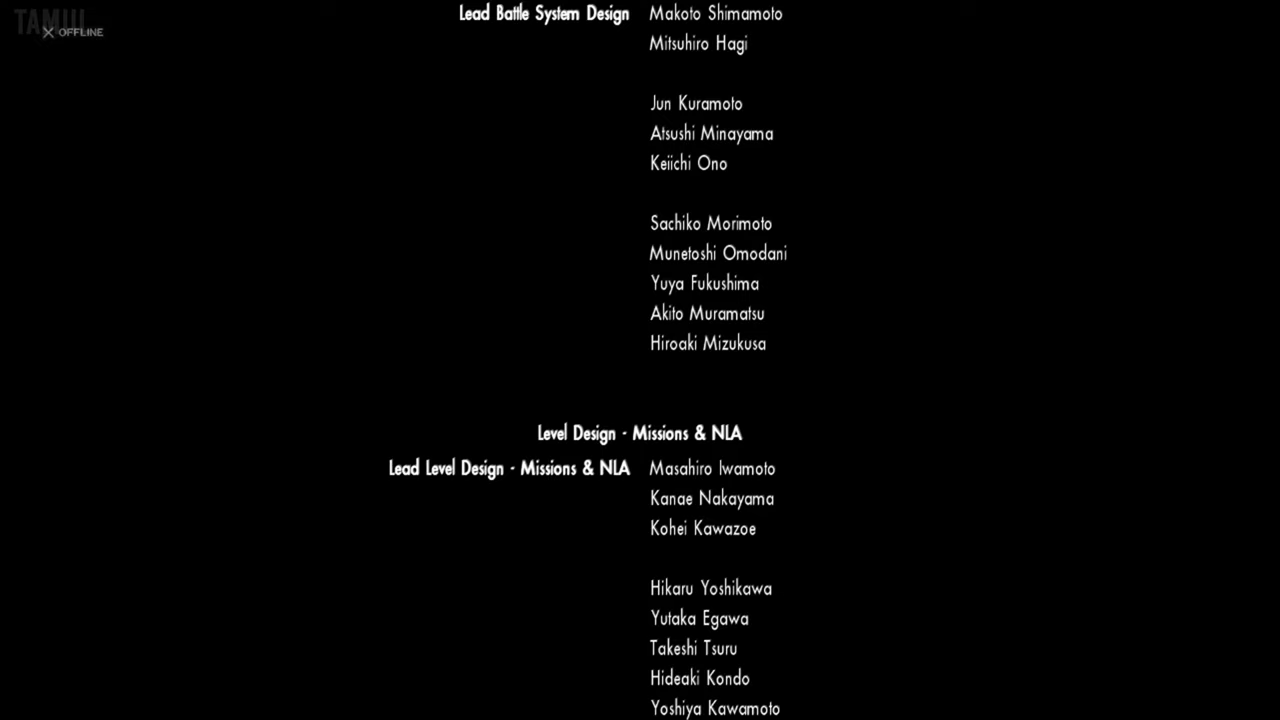 TAMIU
OFFLINE
Lead Battle System Design Makoto Shimamoto
Mitsuhiro Hagi
Jun Kuramoto
Atsushi Minayama
Keiichi Ono
Sachiko Morimoto
Munetoshi Omodani
Yuya Fukushima
Akito Muramatsu
Hiroaki Mizukusa
Level Design - Missions & NLA
Lead Level Design - Missions & NLA Masahiro Iwamoto
Kanae Nakayama
Kohei Kawazoe
Hikaru Yoshikawa
Yutaka Egawa
Takeshi Tsuru
Hideaki Kondo
Yoshiya Kawamoto